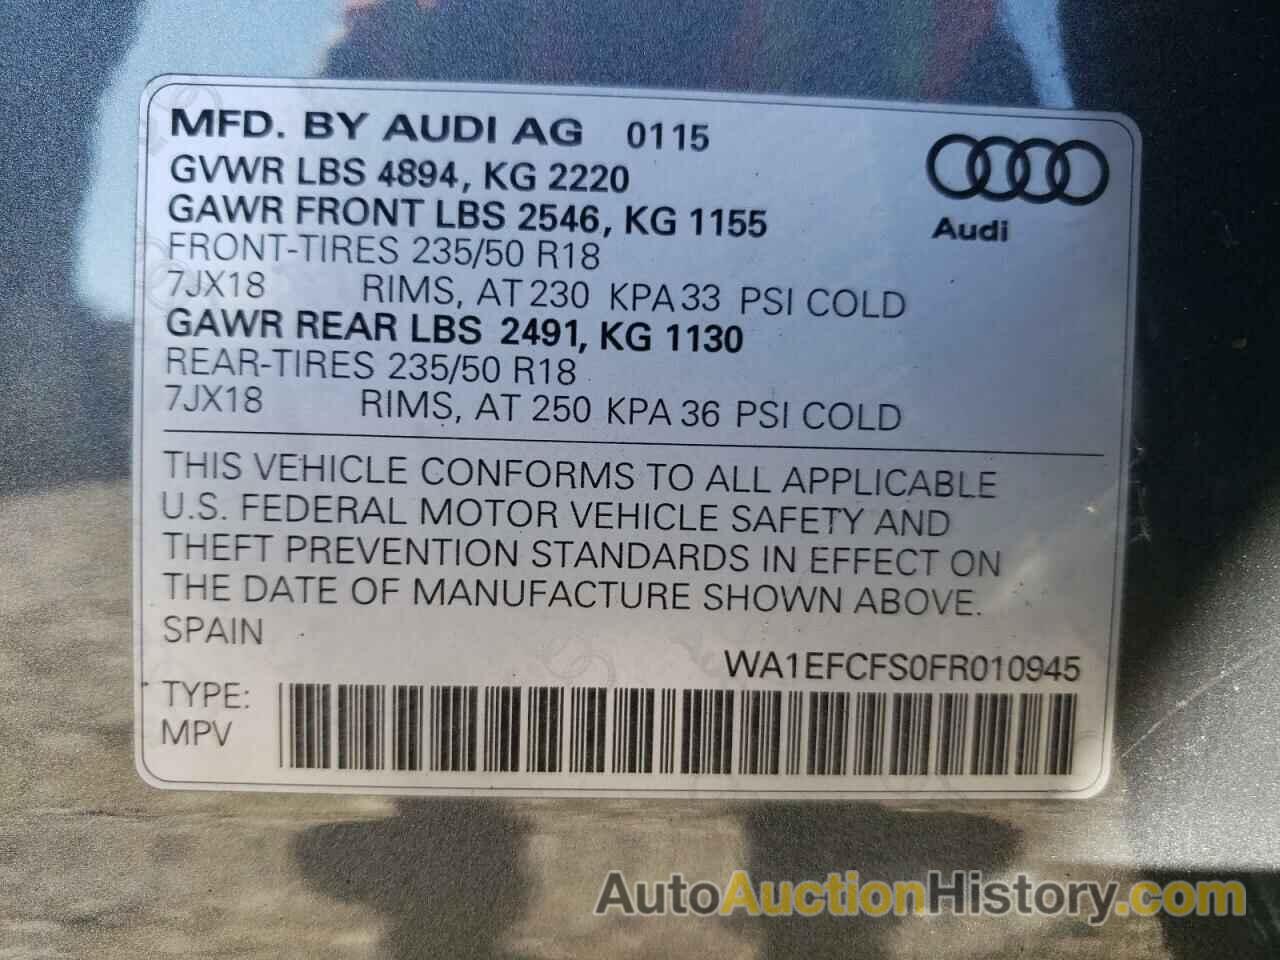 MFD. BY AUDI AG 0115
GVWR LBS 4894, KG 2220
GAWR FRONT LBS 2546, KG 1155
FRONT-TIRES 235/50 R18
7JX18 RIMS, AT 230 KPA 33 PSI COLD
GAWR REAR LBS 2491, KG 1130
REAR-TIRES 235/50 R18
7JX18 RIMS, AT 250 KPA 36 PSI COLD
Audi
THIS VEHICLE CONFORMS TO ALL APPLICABLE
U.S. FEDERAL MOTOR VEHICLE SAFETY AND
THEFT PREVENTION STANDARDS IN EFFECT ON
THE DATE OF MANUFACTURE SHOWN ABOVE.
SPAIN
WA1EFCFS0FR010945
TYPE:
MPV
AutoAuctionHistory.com